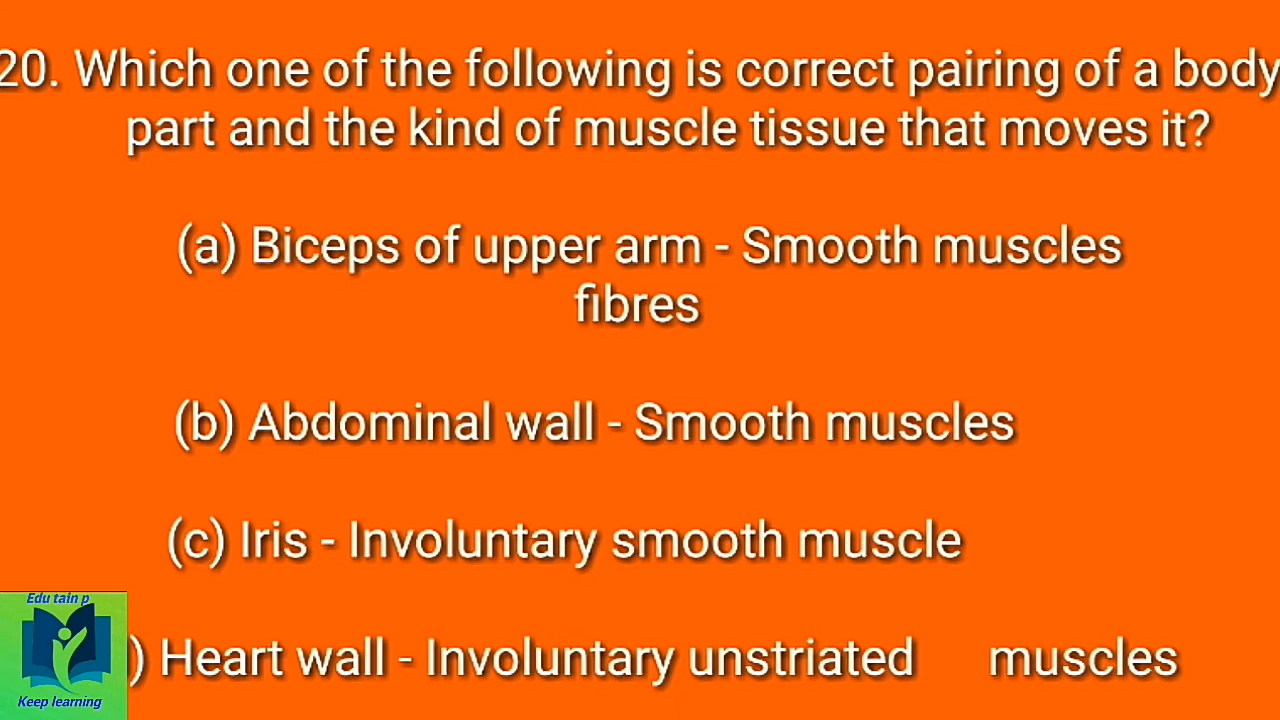 20. Which one of the following is correct pairing of a body
part and the kind of muscle tissue that moves it?
(a) Biceps of upper arm - Smooth muscles
fibres
(b) Abdominal wall - Smooth muscles
(c) Iris - Involuntary smooth muscle
) Heart wall - Involuntary unstriated muscles
Edu tain p
Keep learning